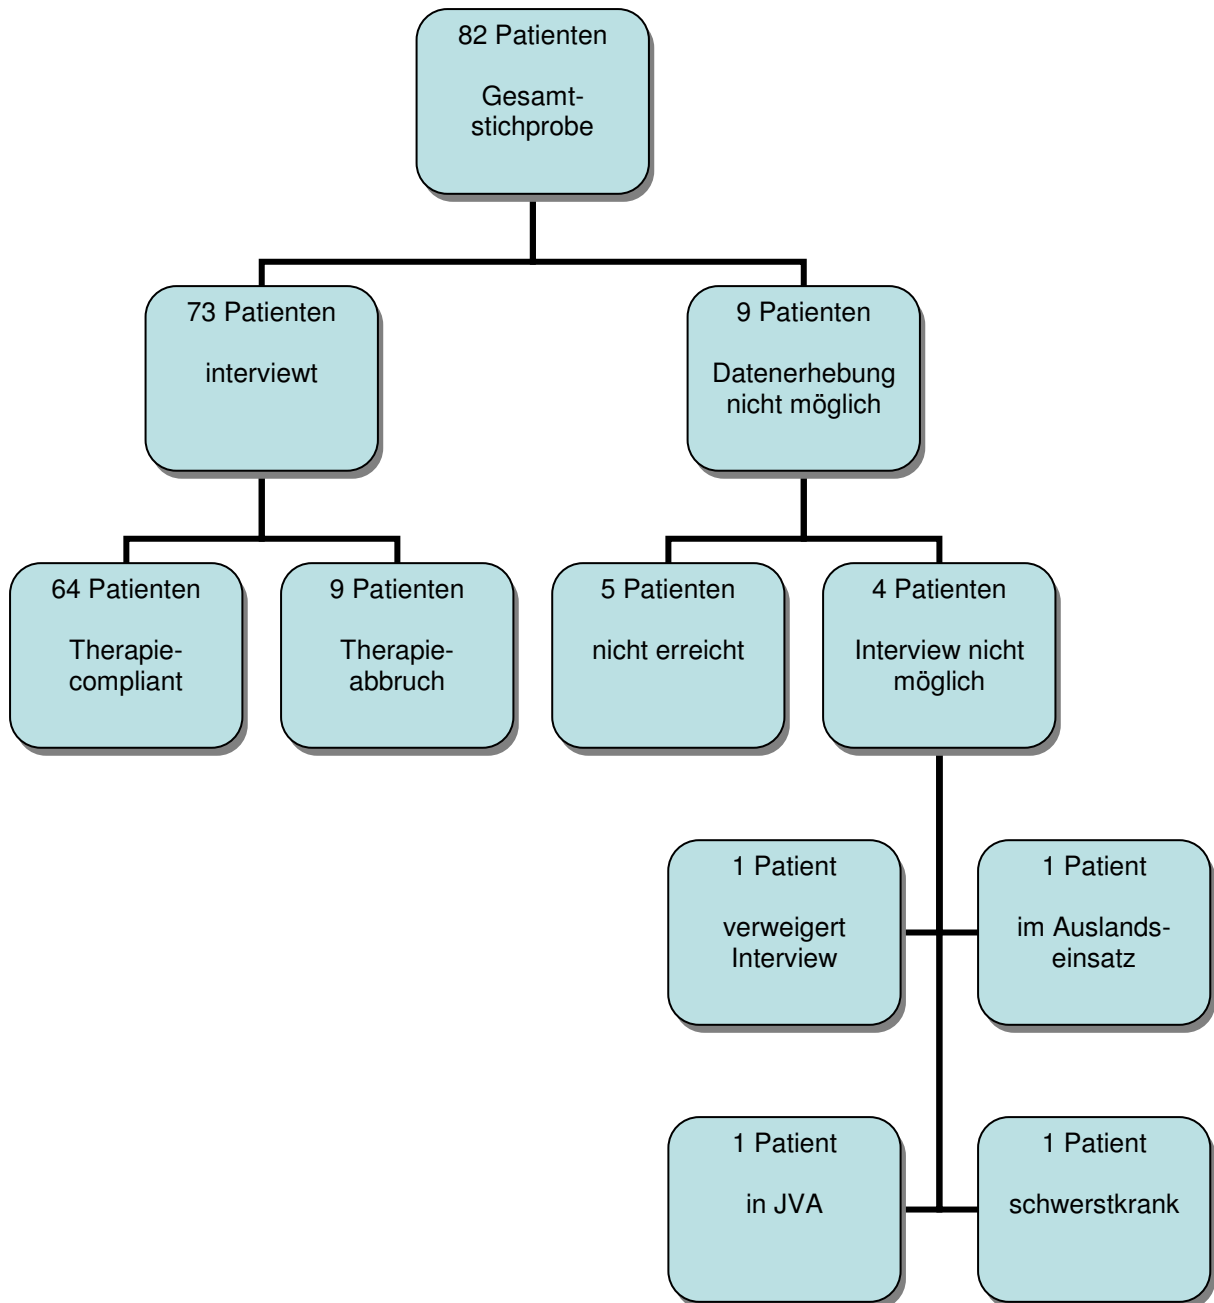 82 Patienten
Gesamt-
stichprobe
73 Patienten
interviewt
9 Patienten
Datenerhebung
nicht möglich
64 Patienten
Therapie-
compliant
9 Patienten
Therapie-
abbruch
5 Patienten
nicht erreicht
4 Patienten
Interview nicht
möglich
1 Patient
verweigert
Interview
1 Patient
im Auslands-
einsatz
1 Patient
in JVA
1 Patient
schwerstkrank